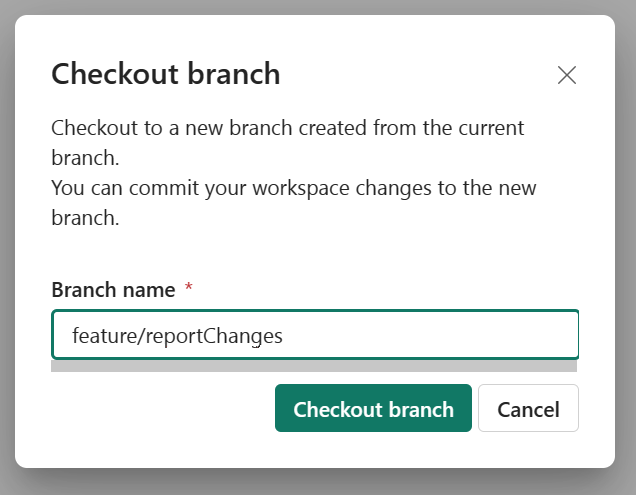 Checkout branch
Checkout to a new branch created from the current
branch.
You can commit your workspace changes to the new
branch.
Branch name *
feature/reportChanges
Checkout branch
Cancel